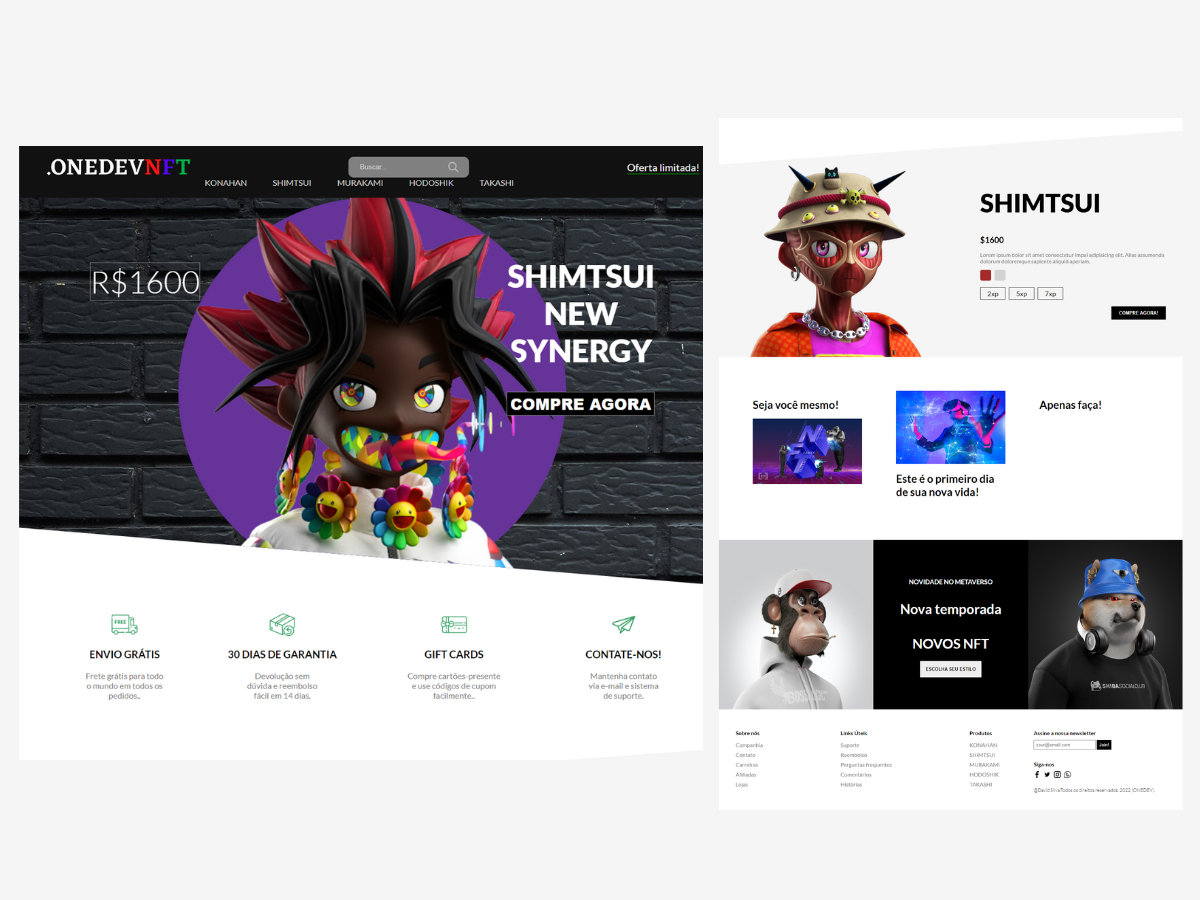 .ONEDEVNFT
Buscar...
Oferta limitada!
KONAHAN SHIMTSUI MURAKAMI HODOSHIK TAKASHI
R$1600
SHIMTSUI
NEW
SYNERGY
COMPRE AGORA
FREE
ENVIO GRÁTIS
Frete grátis para todo
o mundo em todos os
pedidos..
30 DIAS DE GARANTIA
Devolução sem
dúvida e reembolso
fácil em 14 dias.
GIFT CARDS
Compre cartões-presente
e use códigos de cupom
facilmente..
CONTATE-NOS!
Mantenha contato
via e-mail e sistema
de suporte.
SHIMTSUI
$1600
Lorem ipsum dolor sit amet consectetur impal adipisicing elit. Alias assumenda
dolorum doloremque sapiente aliquid aperiam.
2xp 5xp 7xp
COMPRE AGORA!
Seja você mesmo!
Este é o primeiro dia
de sua nova vida!
Apenas faça!
NOVIDADE NO METAVERSO
Nova temporada
NOVOS NFT
ESCOLHA SEU ESTILO
SHIBASOCIALCLUB
Sobre nós
Companhia
Contato
Carreiras
Afiliadas
Lojas
Links Úteis
Suporte
Reembolso
Perguntas frequentes
Comentários
Histórias
Produtos
KONAHAN
SHIMTSUI
MURAKAMI
HODOSHIK
TAKASHI
Assine a nossa newsletter
your@email.com Join!
Siga-nos
@David SilvaTodos os direitos reservados. 2022 |ONEDEV|.